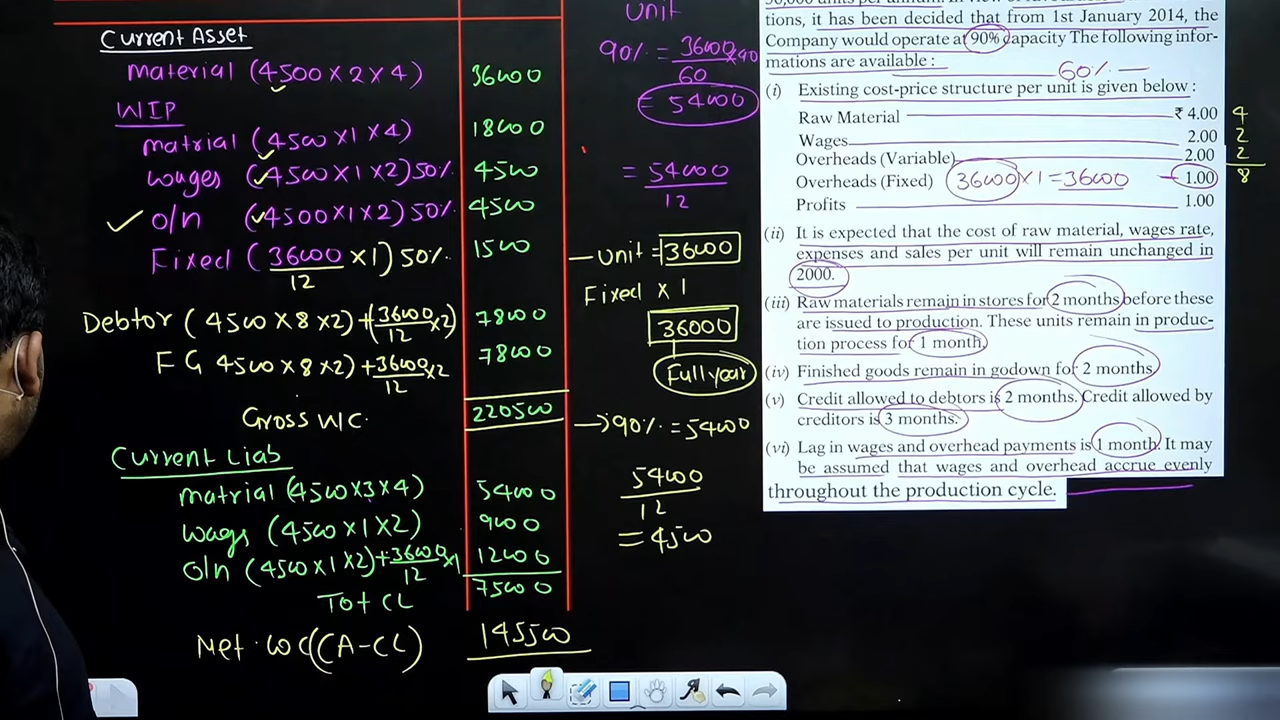 Current Asset
Material (4500 × 2 × 4) 36000
WIP
matrial (4500 × 1 × 4) 18000
wages (4500 × 1 × 2) 50% 4500
✓ O/h (4500 × 1 × 2) 50% 4500
Fixed (36000/12 × 1) 50% 1500
Debtor (4500 × 8 × 2) + (36000/12 × 2) 78000
F G 4500 × 8 × 2) + 36000/12 × 2 78000
Gross W/C. 220500
Current Liab
matrial (4500 × 3 × 4) 54000
wags (4500 × 1 × 2) 9000
O/h (4500 × 1 × 2) + 36000/12 × 1 12000
Tot CL 75000
Net · WC (CA - CL) 145500
Unit
90% = 36000 × 90
60
= 54000
= 54000
12
— Unit = 36000
Fixed × 1
36000
Full year
→ 90% = 54000
54000
12
= 4500
tions, it has been decided that from 1st January 2014, the
Company would operate at 90% capacity The following infor-
mations are available :
60% —
(i) Existing cost-price structure per unit is given below :
Raw Material ₹ 4.00 4
Wages 2.00 2
Overheads (Variable) 2.00 2
Overheads (Fixed) 36000 × 1 = 36000 1.00 8
Profits 1.00
(ii) It is expected that the cost of raw material, wages rate,
expenses and sales per unit will remain unchanged in
2000.
(iii) Raw materials remain in stores for 2 months before these
are issued to production. These units remain in produc-
tion process for 1 month.
(iv) Finished goods remain in godown for 2 months
(v) Credit allowed to debtors is 2 months. Credit allowed by
creditors is 3 months.
(vi) Lag in wages and overhead payments is 1 month. It may
be assumed that wages and overhead accrue evenly
throughout the production cycle.